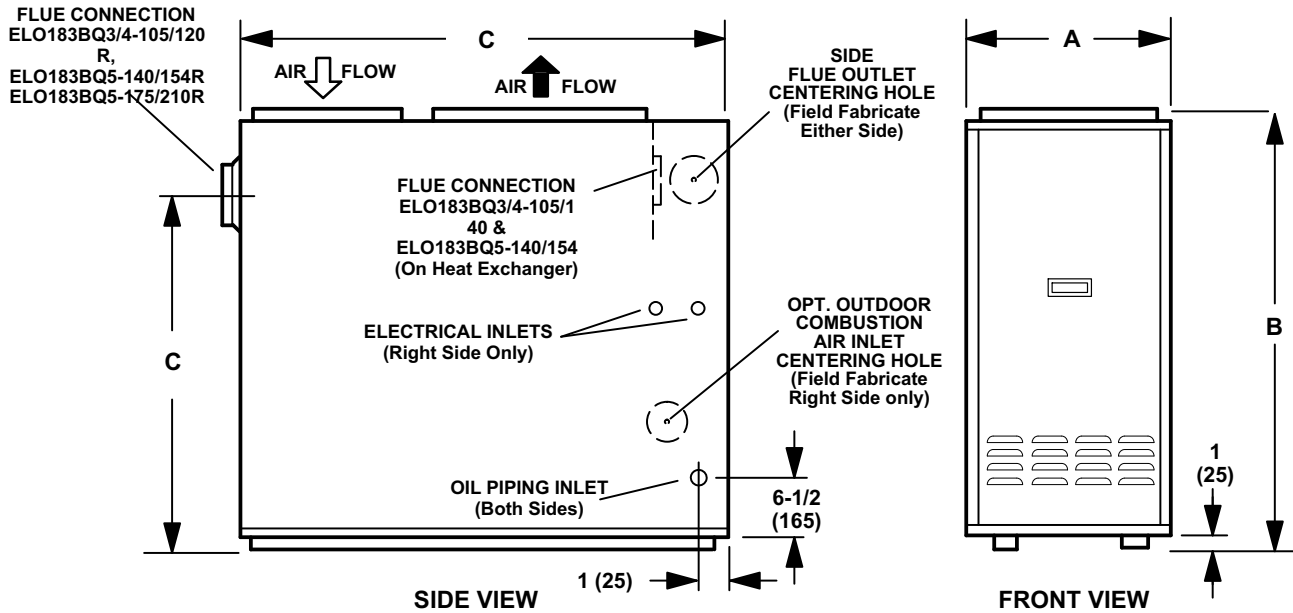 FLUE CONNECTION
ELO183BQ3/4-105/120
R,
ELO183BQ5-140/154R
ELO183BQ5-175/210R
C
AIR FLOW
AIR FLOW
SIDE
FLUE OUTLET
CENTERING HOLE
(Field Fabricate
Either Side)
A
FLUE CONNECTION
ELO183BQ3/4-105/1
40 &
ELO183BQ5-140/154
(On Heat Exchanger)
ELECTRICAL INLETS
(Right Side Only)
OPT. OUTDOOR
COMBUSTION
AIR INLET
CENTERING HOLE
(Field Fabricate
Right Side only)
C
B
OIL PIPING INLET
(Both Sides)
6-1/2
(165)
1
(25)
1 (25)
SIDE VIEW
FRONT VIEW